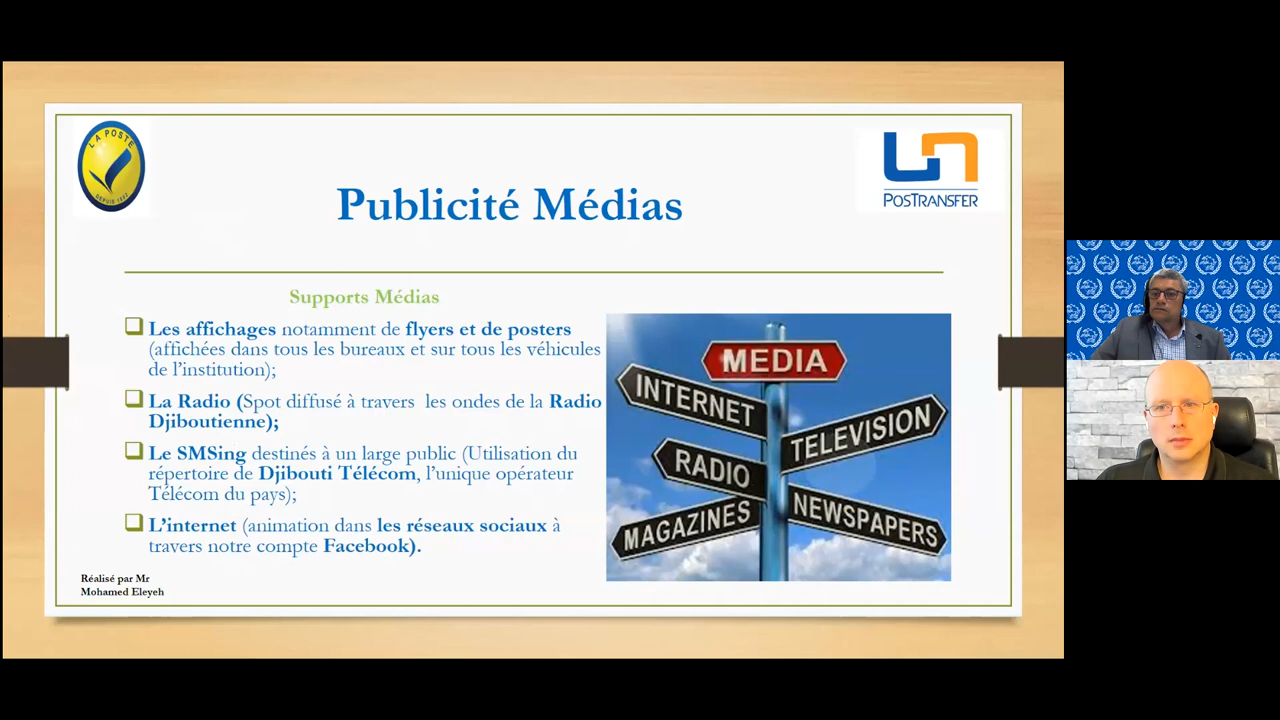 LA POSTE
DEPUIS 1892
POSTRANSFER
Publicité Médias
Supports Médias
Les affichages notamment de flyers et de posters
(affichées dans tous les bureaux et sur tous les véhicules
de l’institution);
La Radio (Spot diffusé à travers les ondes de la Radio
Djiboutienne);
Le SMSing destinés à un large public (Utilisation du
répertoire de Djibouti Télécom, l’unique opérateur
Télécom du pays);
L’internet (animation dans les réseaux sociaux à
travers notre compte Facebook).
MEDIA
INTERNET
TELEVISION
RADIO
MAGAZINES
NEWSPAPERS
Réalisé par Mr
Mohamed Eleyeh